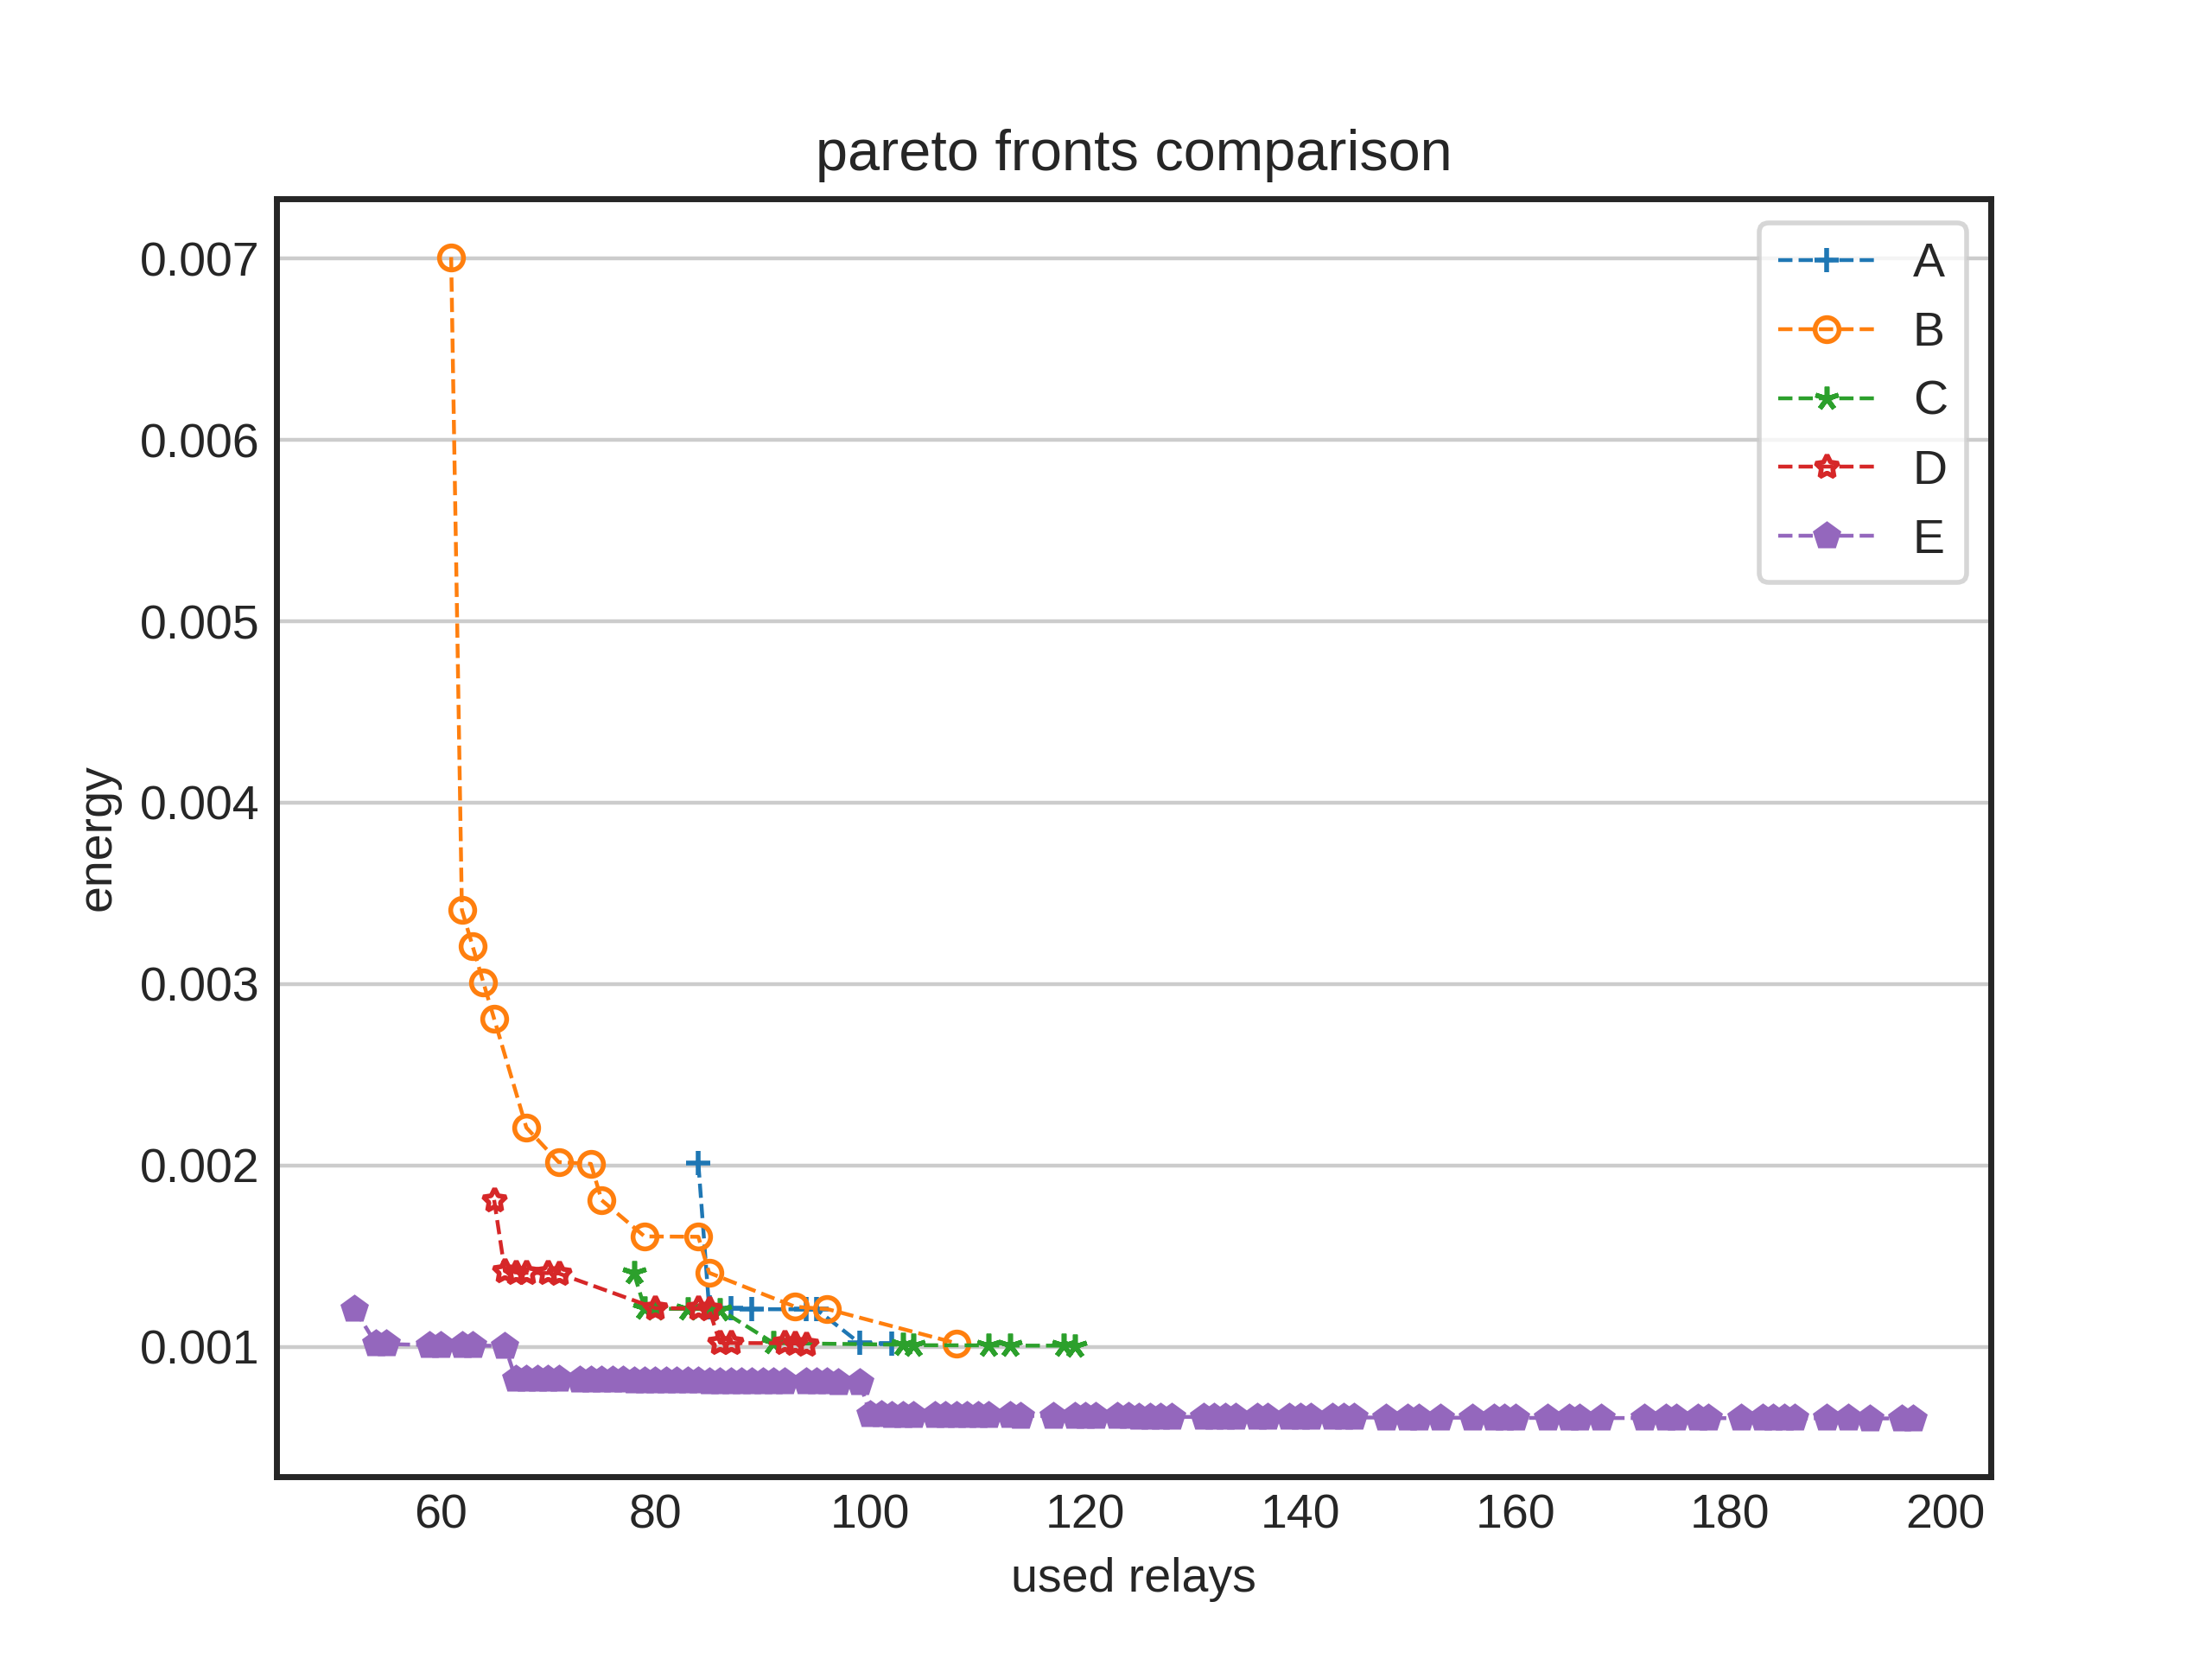 pareto fronts comparison
0.007
0.006
0.005
0.004
0.003
0.002
0.001
energy
A
B
C
D
E
60 80 100 120 140 160 180 200
used relays